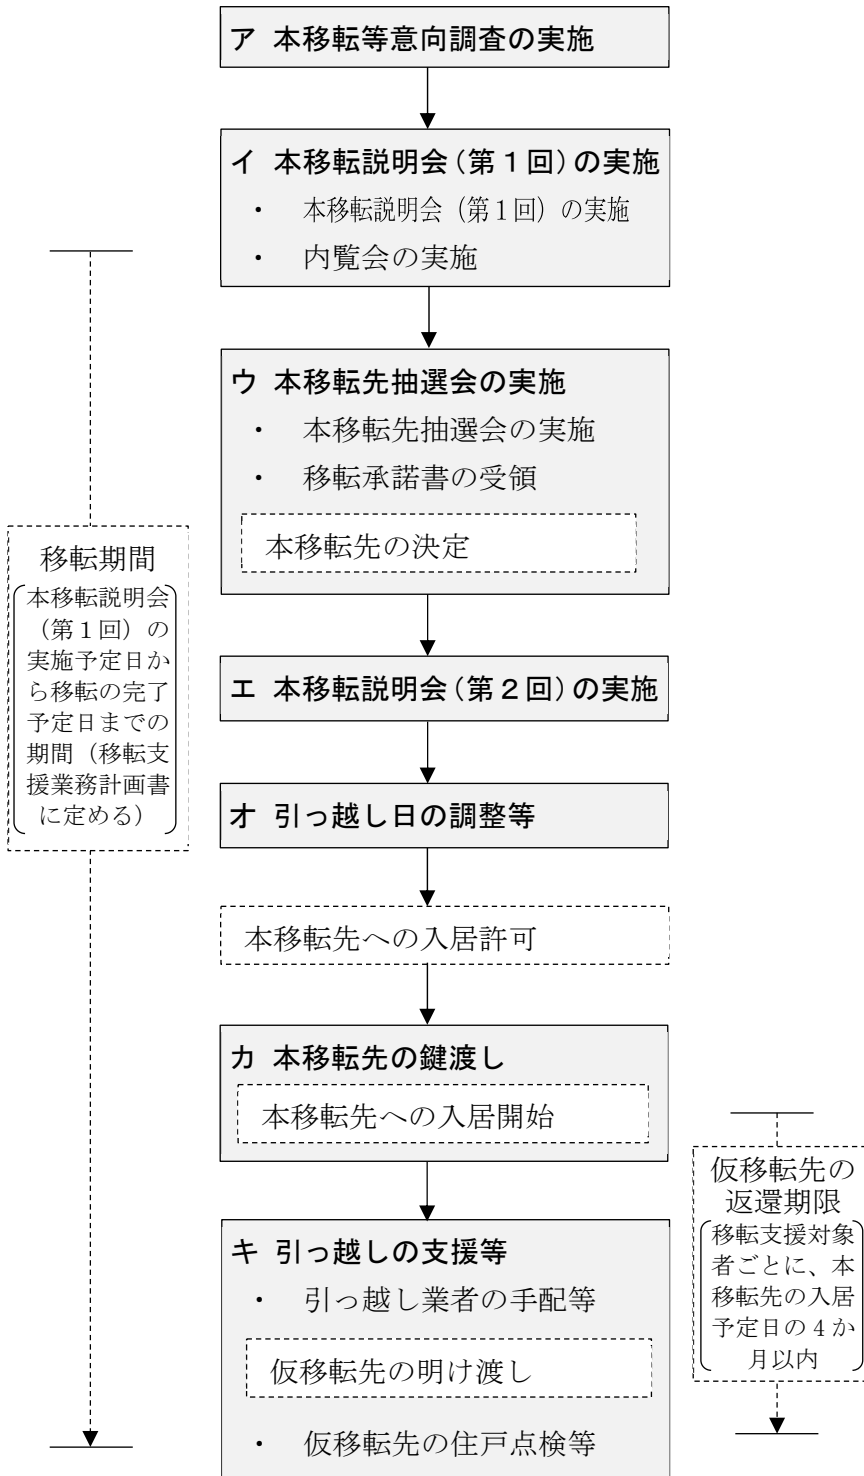 ア 本移転等意向調査の実施
イ 本移転説明会(第１回)の実施
・ 本移転説明会（第１回）の実施
・ 内覧会の実施
ウ 本移転先抽選会の実施
・ 本移転先抽選会の実施
・ 移転承諾書の受領
本移転先の決定
移転期間
本移転説明会
（第１回）の
実施予定日か
ら移転の完了
予定日までの
期間（移転支
援業務計画書
に定める）
エ 本移転説明会(第２回)の実施
オ 引っ越し日の調整等
本移転先への入居許可
カ 本移転先の鍵渡し
本移転先への入居開始
仮移転先の
返還期限
移転支援対象
者ごとに、本
移転先の入居
予定日の４か
月以内
キ 引っ越しの支援等
・ 引っ越し業者の手配等
仮移転先の明け渡し
・ 仮移転先の住戸点検等